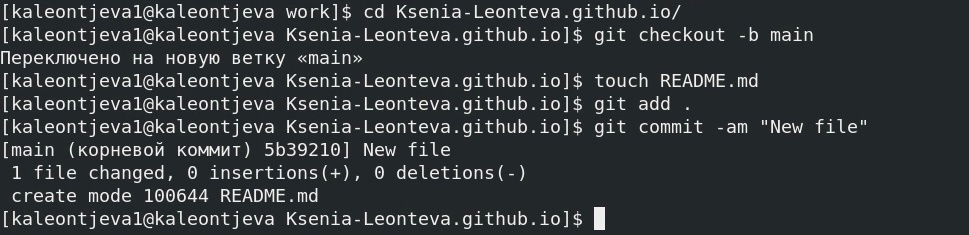 [kaleontjeva1@kaleontjeva work]$ cd Ksenia-Leonteva.github.io/
[kaleontjeva1@kaleontjeva Ksenia-Leonteva.github.io]$ git checkout -b main
Переключено на новую ветку «main»
[kaleontjeva1@kaleontjeva Ksenia-Leonteva.github.io]$ touch README.md
[kaleontjeva1@kaleontjeva Ksenia-Leonteva.github.io]$ git add .
[kaleontjeva1@kaleontjeva Ksenia-Leonteva.github.io]$ git commit -am "New file"
[main (корневой коммит) 5b39210] New file
 1 file changed, 0 insertions(+), 0 deletions(-)
 create mode 100644 README.md
[kaleontjeva1@kaleontjeva Ksenia-Leonteva.github.io]$